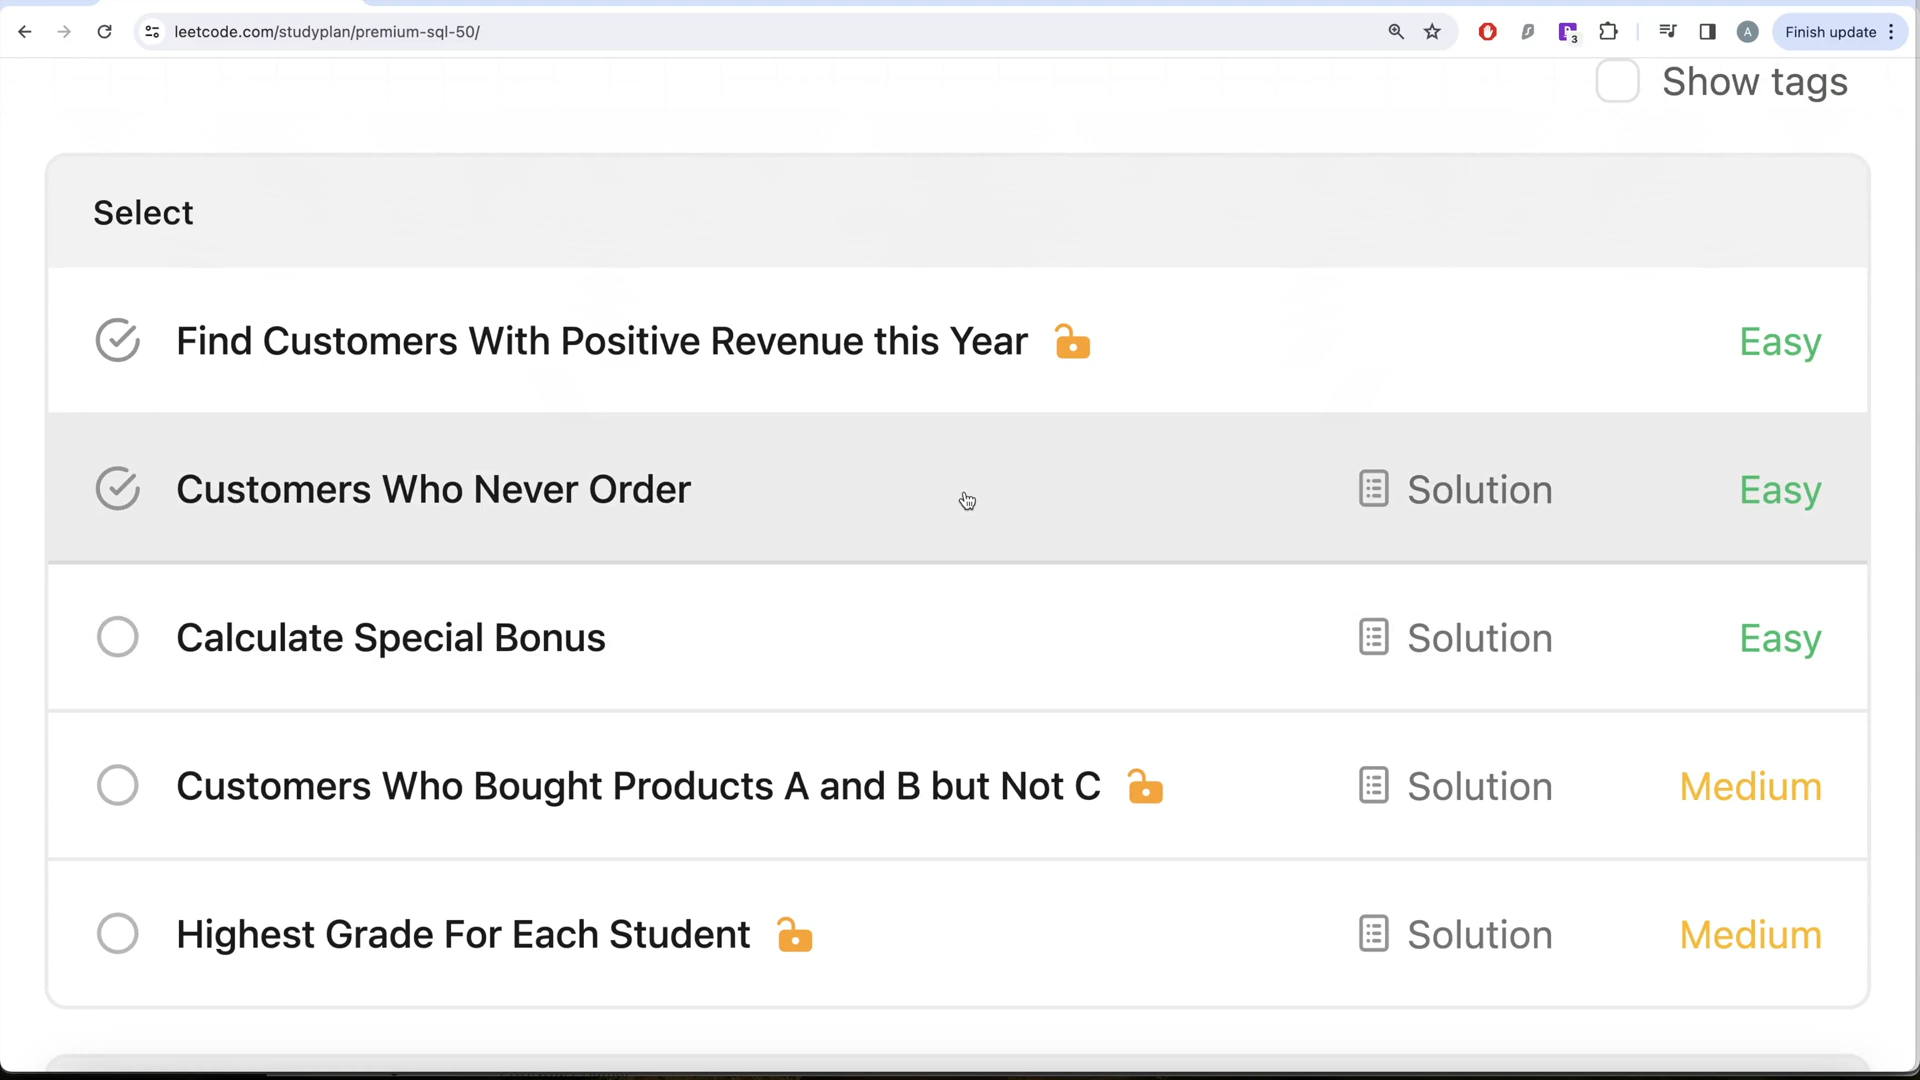 leetcode.com/studyplan/premium-sql-50/
3
A
Finish update
Show tags
Select
Find Customers With Positive Revenue this Year Easy
Customers Who Never Order Solution Easy
Calculate Special Bonus Solution Easy
Customers Who Bought Products A and B but Not C Solution Medium
Highest Grade For Each Student Solution Medium